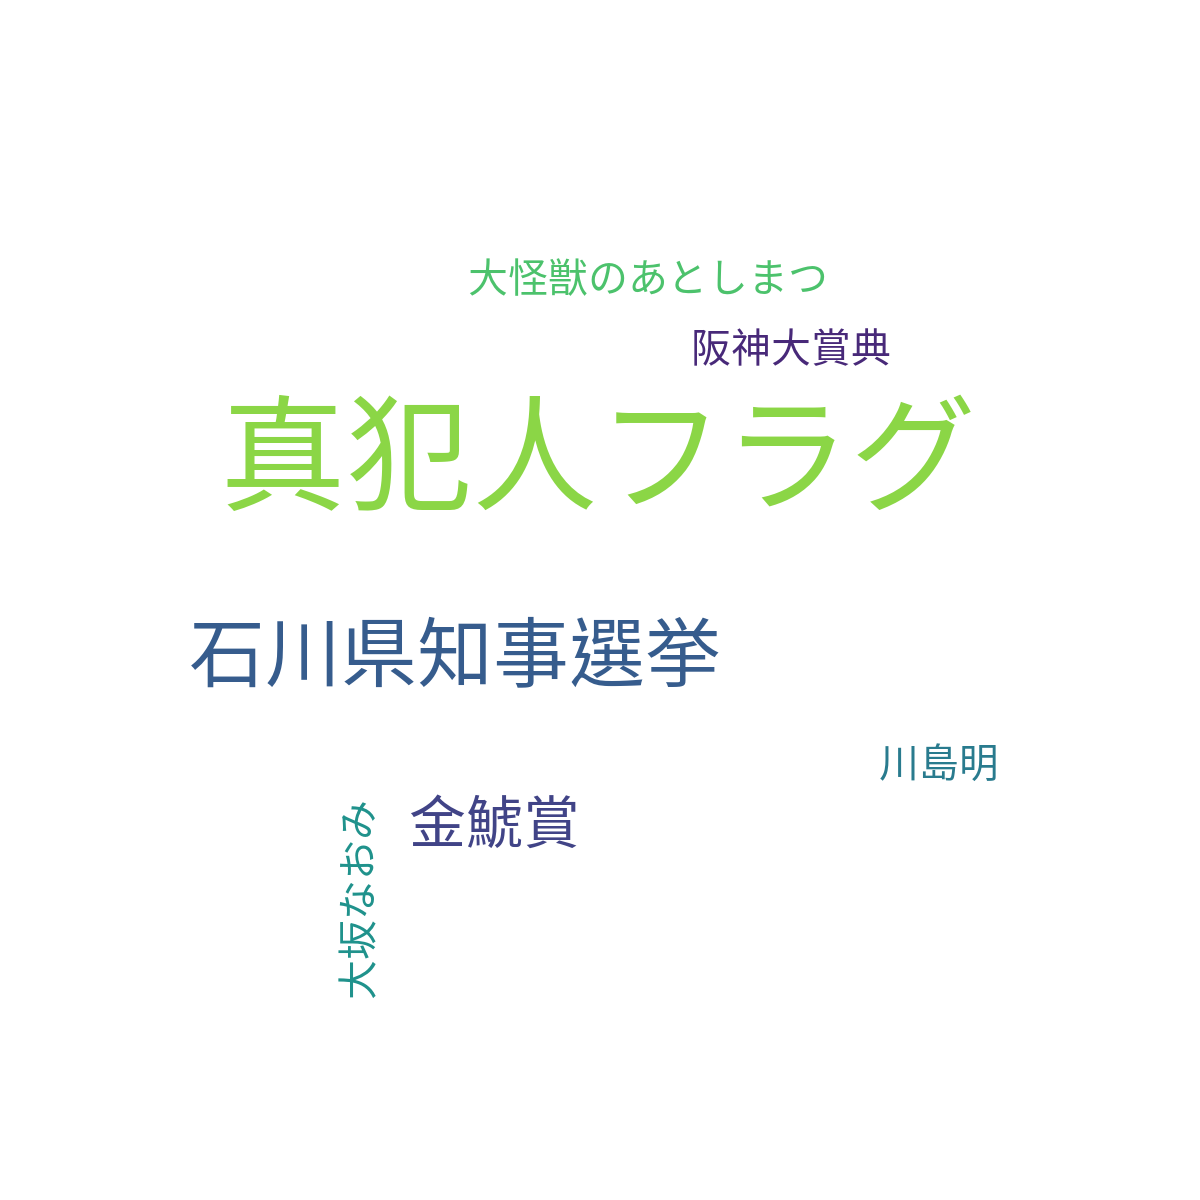 大怪獣のあとしまつ
阪神大賞典
真犯人フラグ
石川県知事選挙
川島明
金鯱賞
大坂なおみ